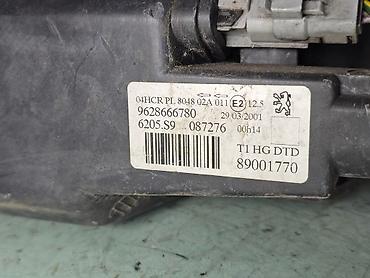 04HCR PL 8048 02A 011 E2 12.5
9628666780 29/03/2001
6205.S9 087276 00h14
T1 HG DTD
89001770